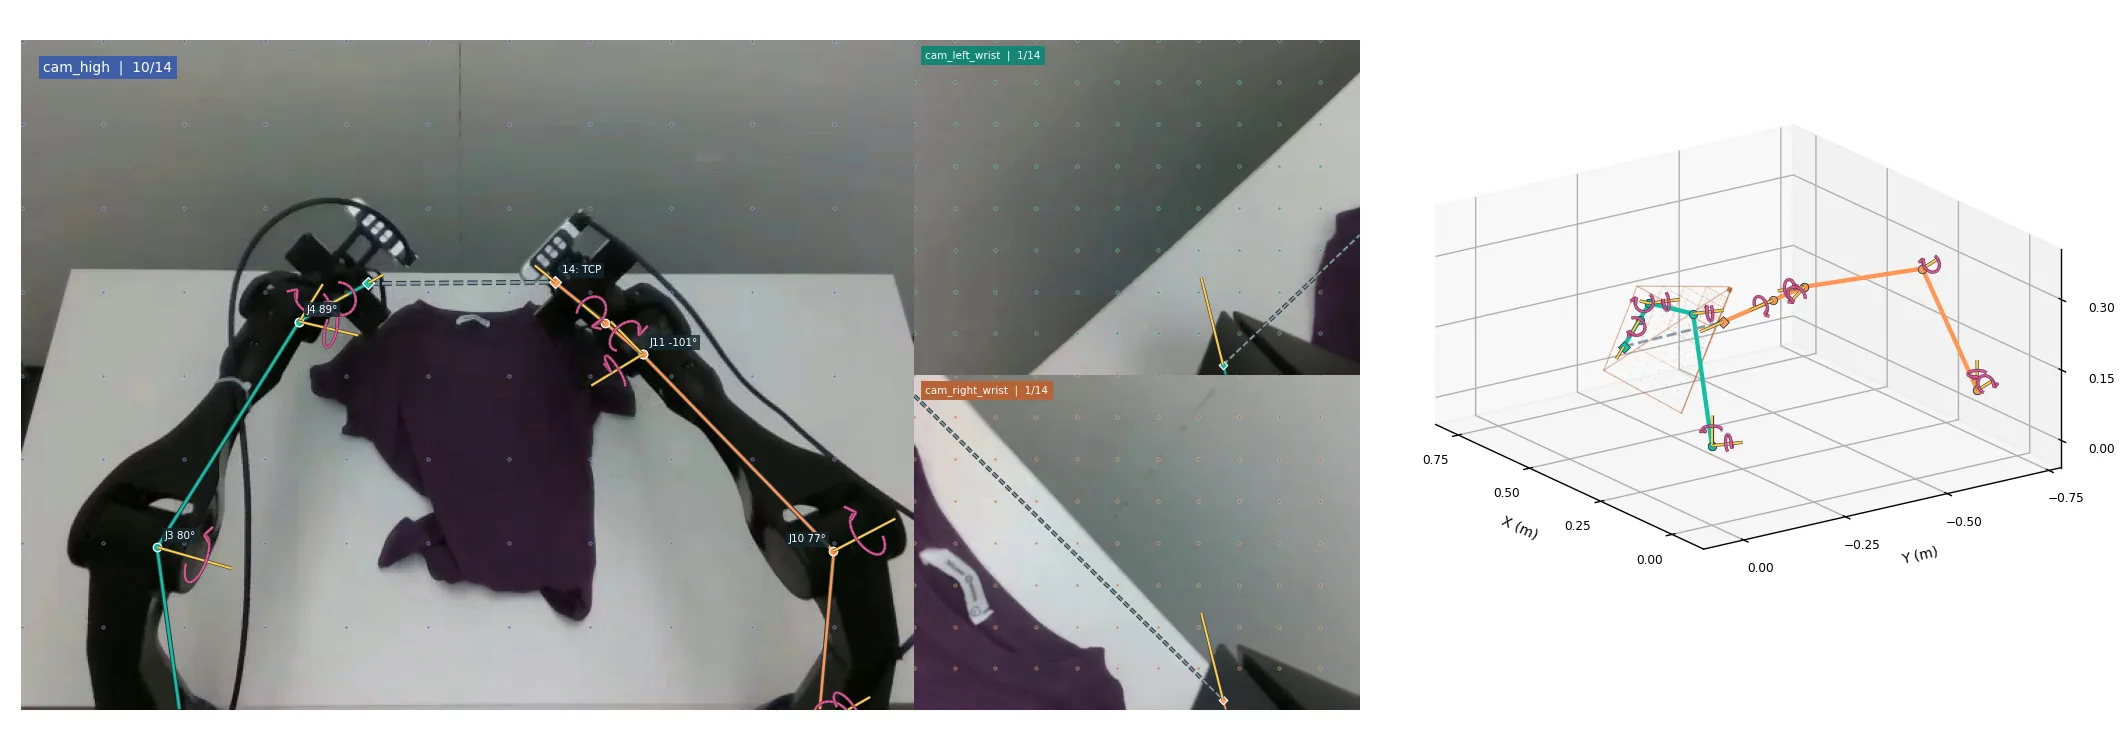 cam_high | 10/14
14: TCP
J4 89°
J11 -101°
J3 80°
J10 77°
cam_left_wrist | 1/14
cam_right_wrist | 1/14
0.75
0.50
0.25
0.00
X (m)
0.00
−0.25
−0.50
−0.75
Y (m)
0.30
0.15
0.00